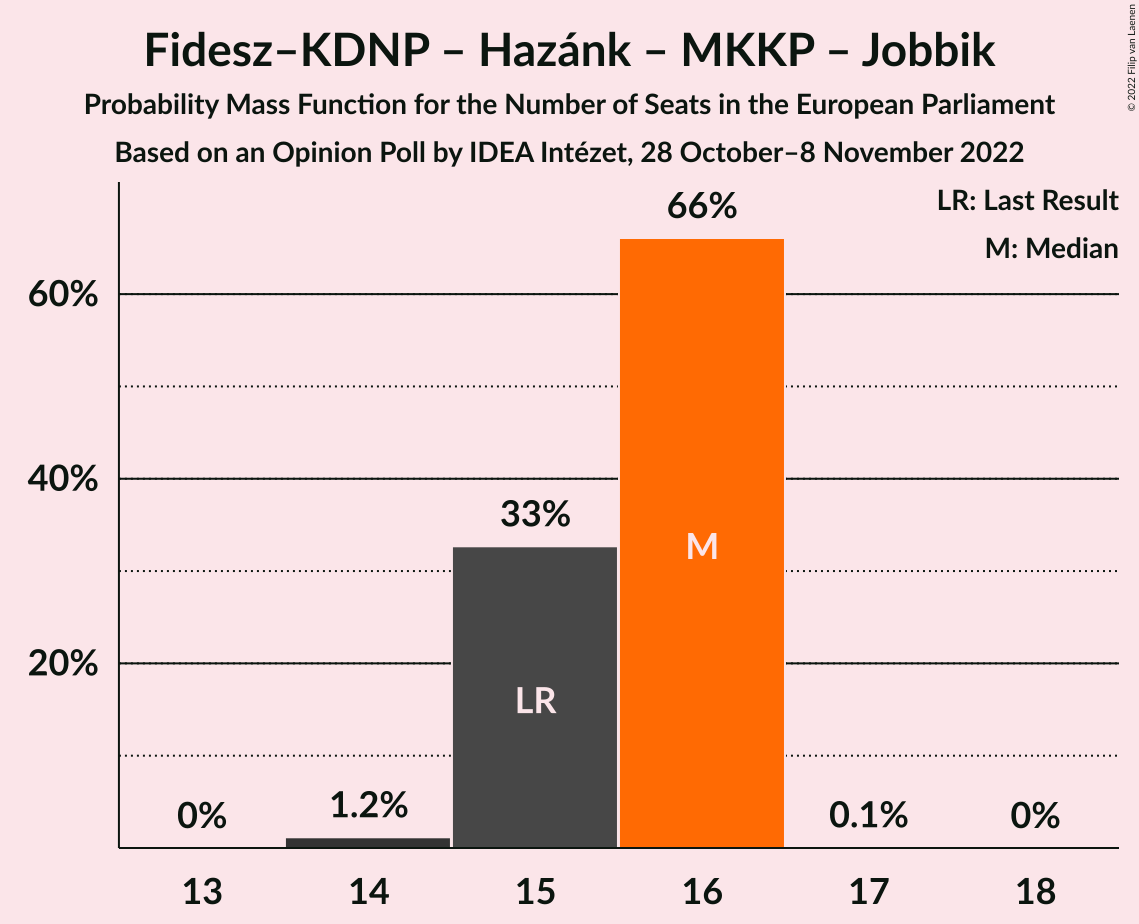 Fidesz–KDNP – Hazánk – MKKP – Jobbik
Probability Mass Function for the Number of Seats in the European Parliament
Based on an Opinion Poll by IDEA Intézet, 28 October–8 November 2022
© 2022 Filip van Laenen
LR: Last Result
M: Median
60%
40%
20%
0%
1.2%
33%
66%
0.1%
0%
LR
M
13 14 15 16 17 18